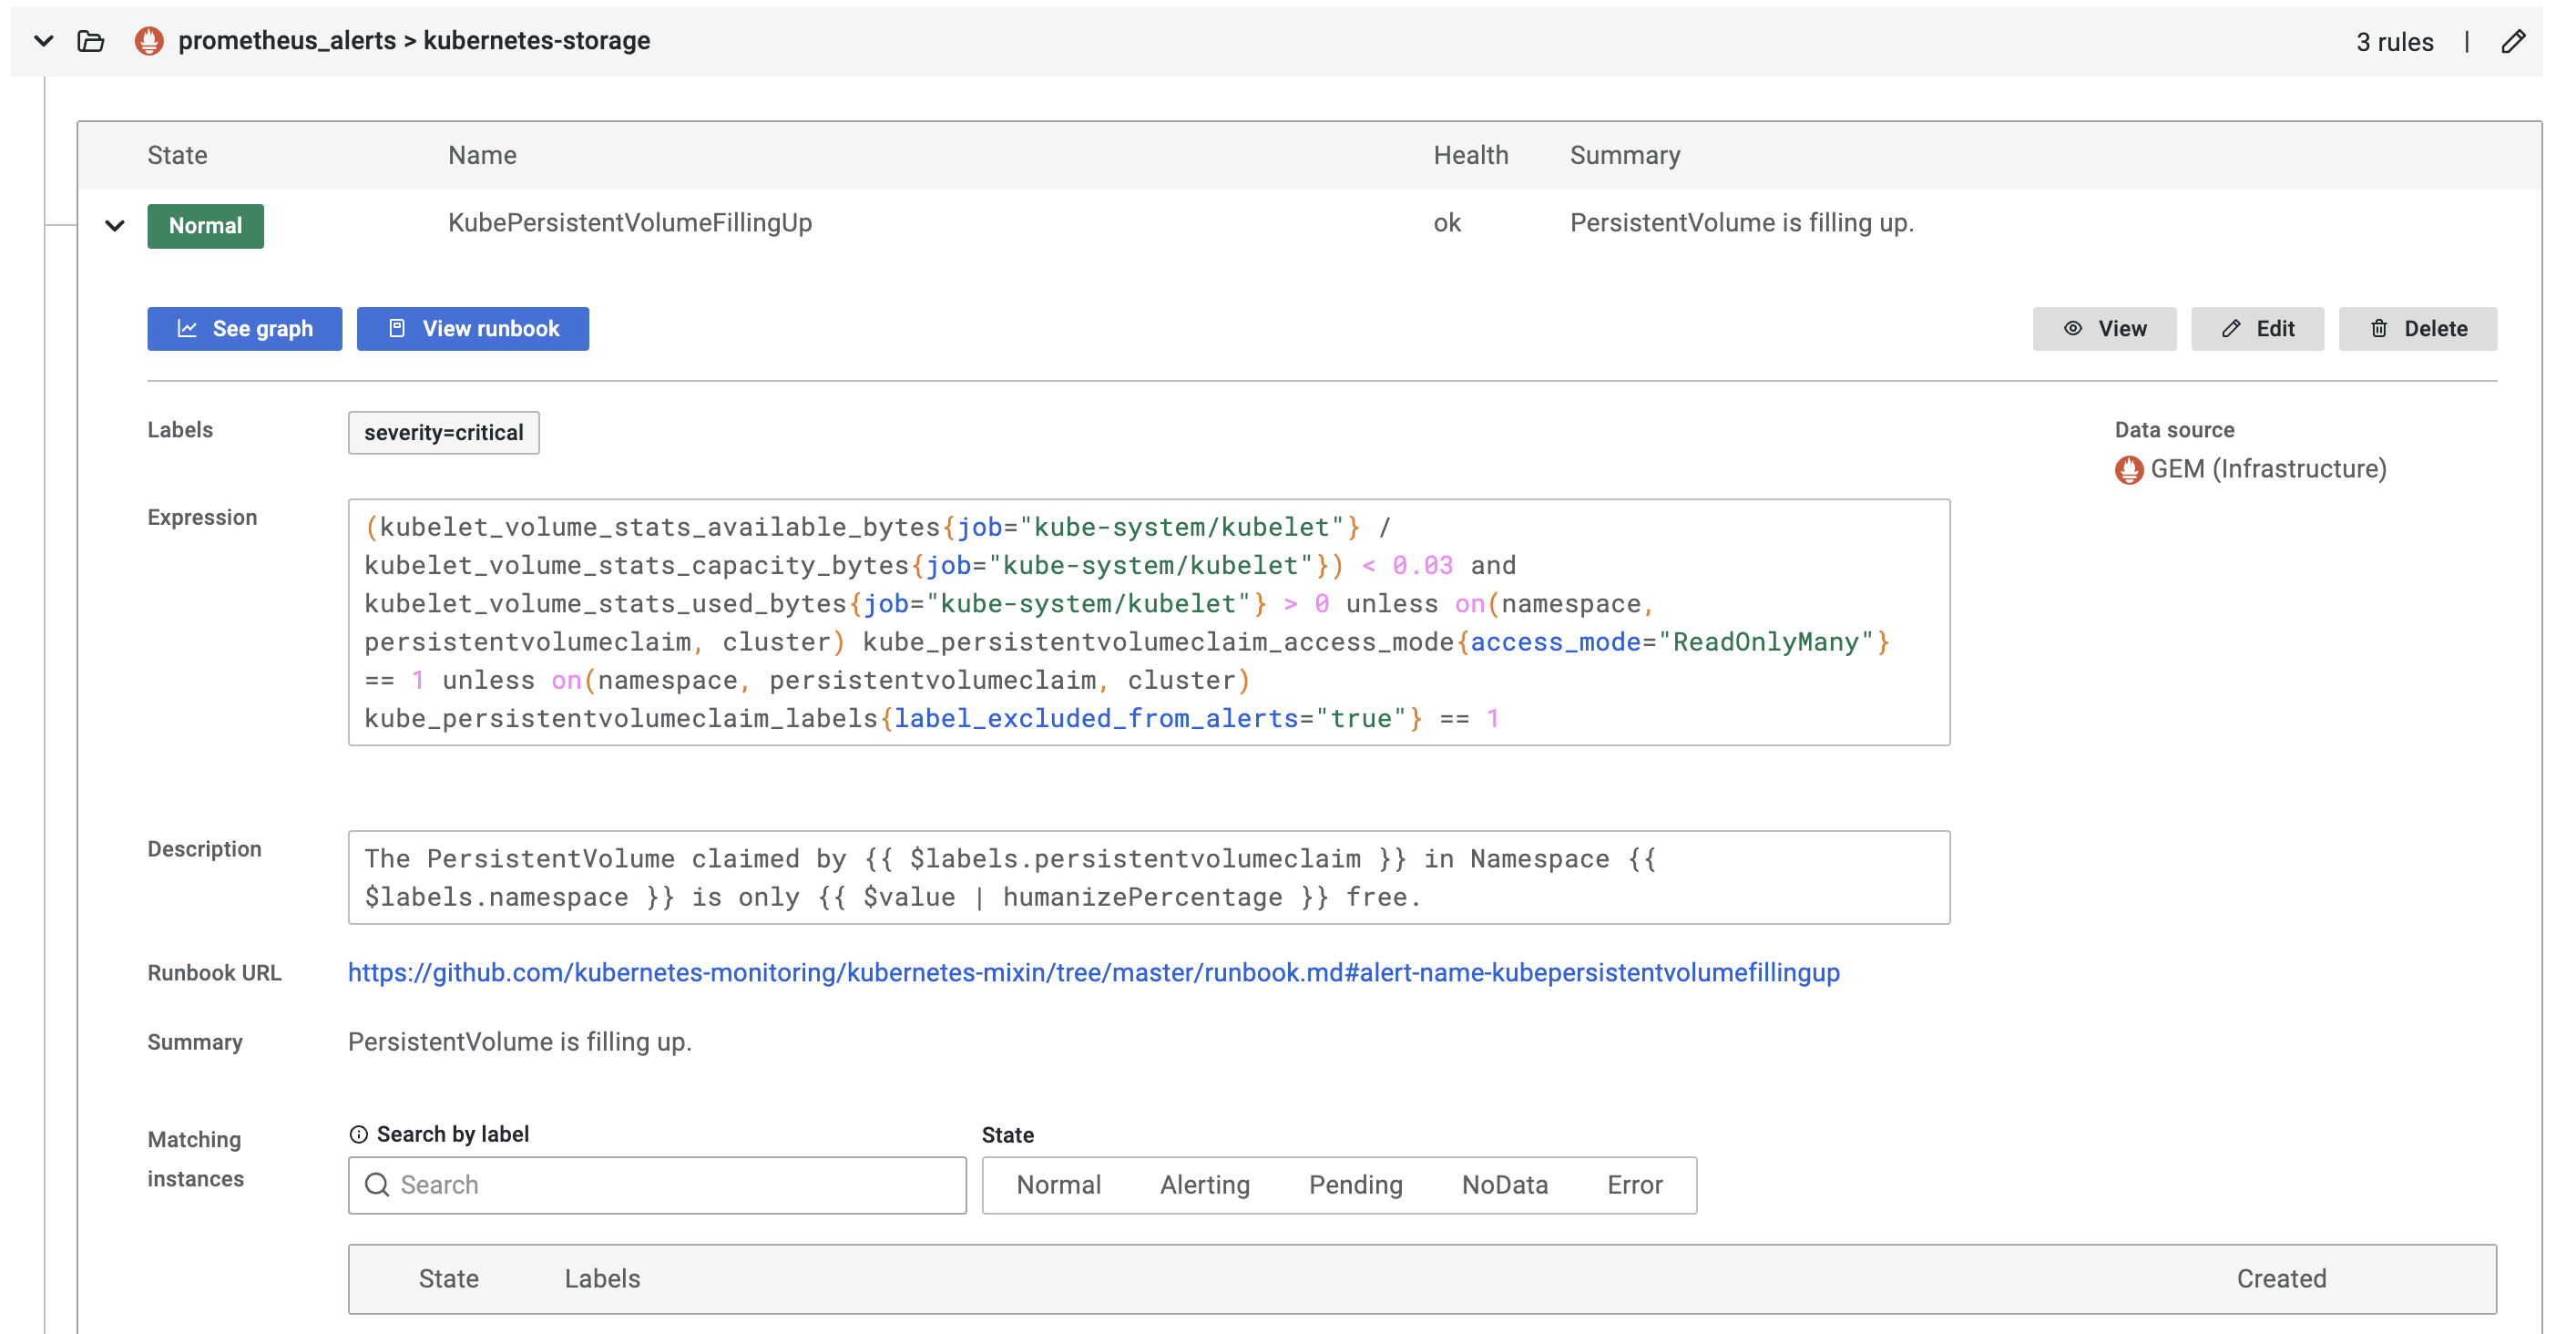 prometheus_alerts > kubernetes-storage
3 rules |
State Name Health Summary
Normal KubePersistentVolumeFillingUp ok PersistentVolume is filling up.
See graph View runbook View Edit Delete
Labels severity=critical Data source
GEM (Infrastructure)
Expression (kubelet_volume_stats_available_bytes{job="kube-system/kubelet"} /
kubelet_volume_stats_capacity_bytes{job="kube-system/kubelet"}) < 0.03 and
kubelet_volume_stats_used_bytes{job="kube-system/kubelet"} > 0 unless on(namespace,
persistentvolumeclaim, cluster) kube_persistentvolumeclaim_access_mode{access_mode="ReadOnlyMany"}
== 1 unless on(namespace, persistentvolumeclaim, cluster)
kube_persistentvolumeclaim_labels{label_excluded_from_alerts="true"} == 1
Description The PersistentVolume claimed by {{ $labels.persistentvolumeclaim }} in Namespace {{
$labels.namespace }} is only {{ $value | humanizePercentage }} free.
Runbook URL https://github.com/kubernetes-monitoring/kubernetes-mixin/tree/master/runbook.md#alert-name-kubepersistentvolumefillingup
Summary PersistentVolume is filling up.
Matching
instances
Search by label State
Search Normal Alerting Pending NoData Error
State Labels Created